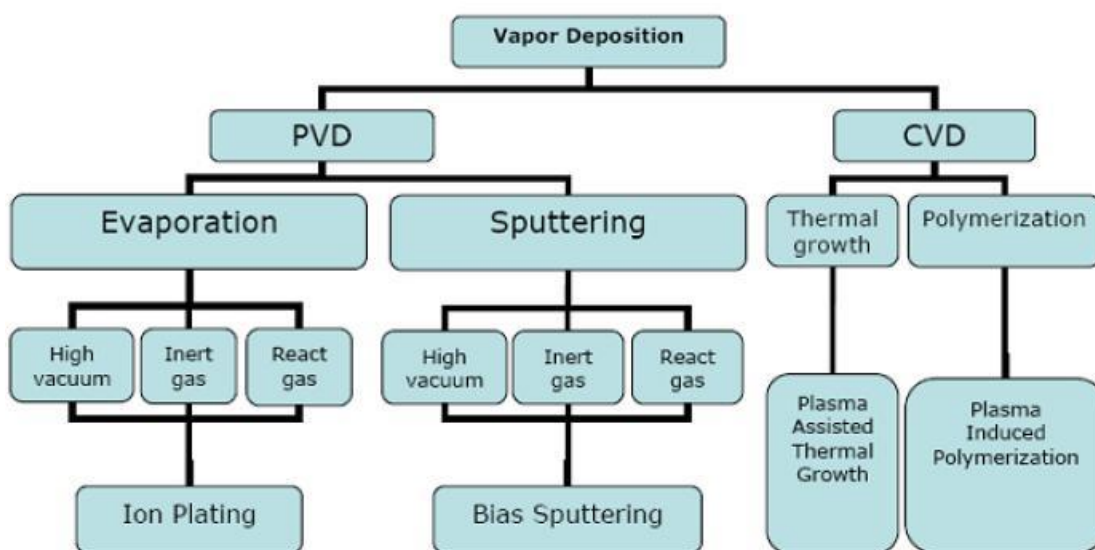 Vapor Deposition
PVD
CVD
Evaporation
Sputtering
Thermal
growth
Polymerization
High
vacuum
Inert
gas
React
gas
High
vacuum
Inert
gas
React
gas
Plasma
Assisted
Thermal
Growth
Plasma
Induced
Polymerization
Ion Plating
Bias Sputtering